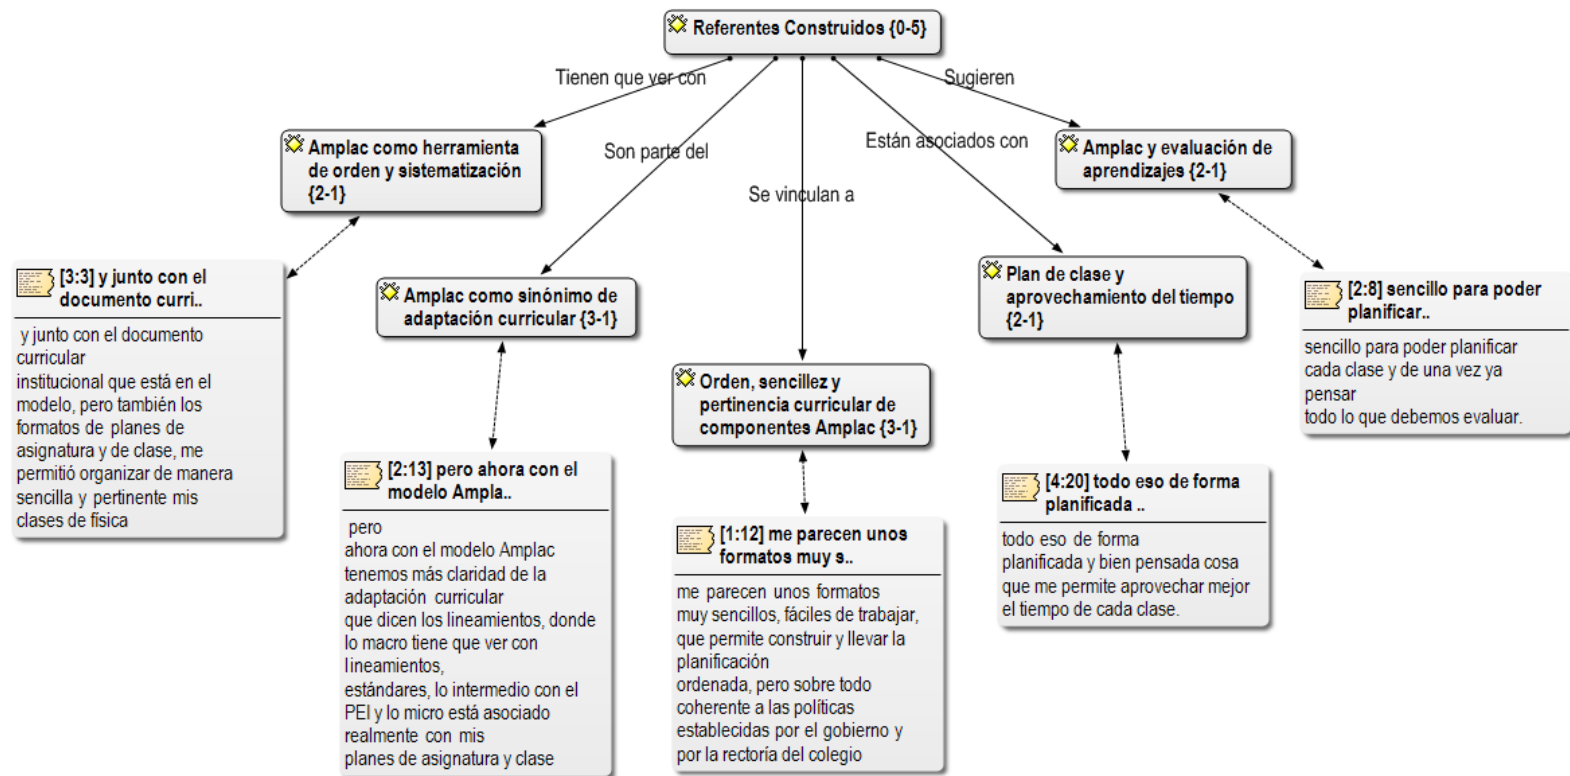 Referentes Construidos {0-5}
Tienen que ver con
Sugieren
Son parte del
Están asociados con
Se vinculan a
Amplac como herramienta
de orden y sistematización
{2-1}
Amplac y evaluación de
aprendizajes {2-1}
[3:3] y junto con el
documento curri..
y junto con el documento
curricular
institucional que está en el
modelo, pero también los
formatos de planes de
asignatura y de clase, me
permitió organizar de manera
sencilla y pertinente mis
clases de física
Amplac como sinónimo de
adaptación curricular {3-1}
Plan de clase y
aprovechamiento del tiempo
{2-1}
[2:8] sencillo para poder
planificar..
sencillo para poder planificar
cada clase y de una vez ya
pensar
todo lo que debemos evaluar.
Orden, sencillez y
pertinencia curricular de
componentes Amplac {3-1}
[2:13] pero ahora con el
modelo Ampla..
pero
ahora con el modelo Amplac
tenemos más claridad de la
adaptación curricular
que dicen los lineamientos, donde
lo macro tiene que ver con
lineamientos,
estándares, lo intermedio con el
PEI y lo micro está asociado
realmente con mis
planes de asignatura y clase
[1:12] me parecen unos
formatos muy s..
me parecen unos formatos
muy sencillos, fáciles de trabajar,
que permite construir y llevar la
planificación
ordenada, pero sobre todo
coherente a las políticas
establecidas por el gobierno y
por la rectoría del colegio
[4:20] todo eso de forma
planificada ..
todo eso de forma
planificada y bien pensada cosa
que me permite aprovechar mejor
el tiempo de cada clase.